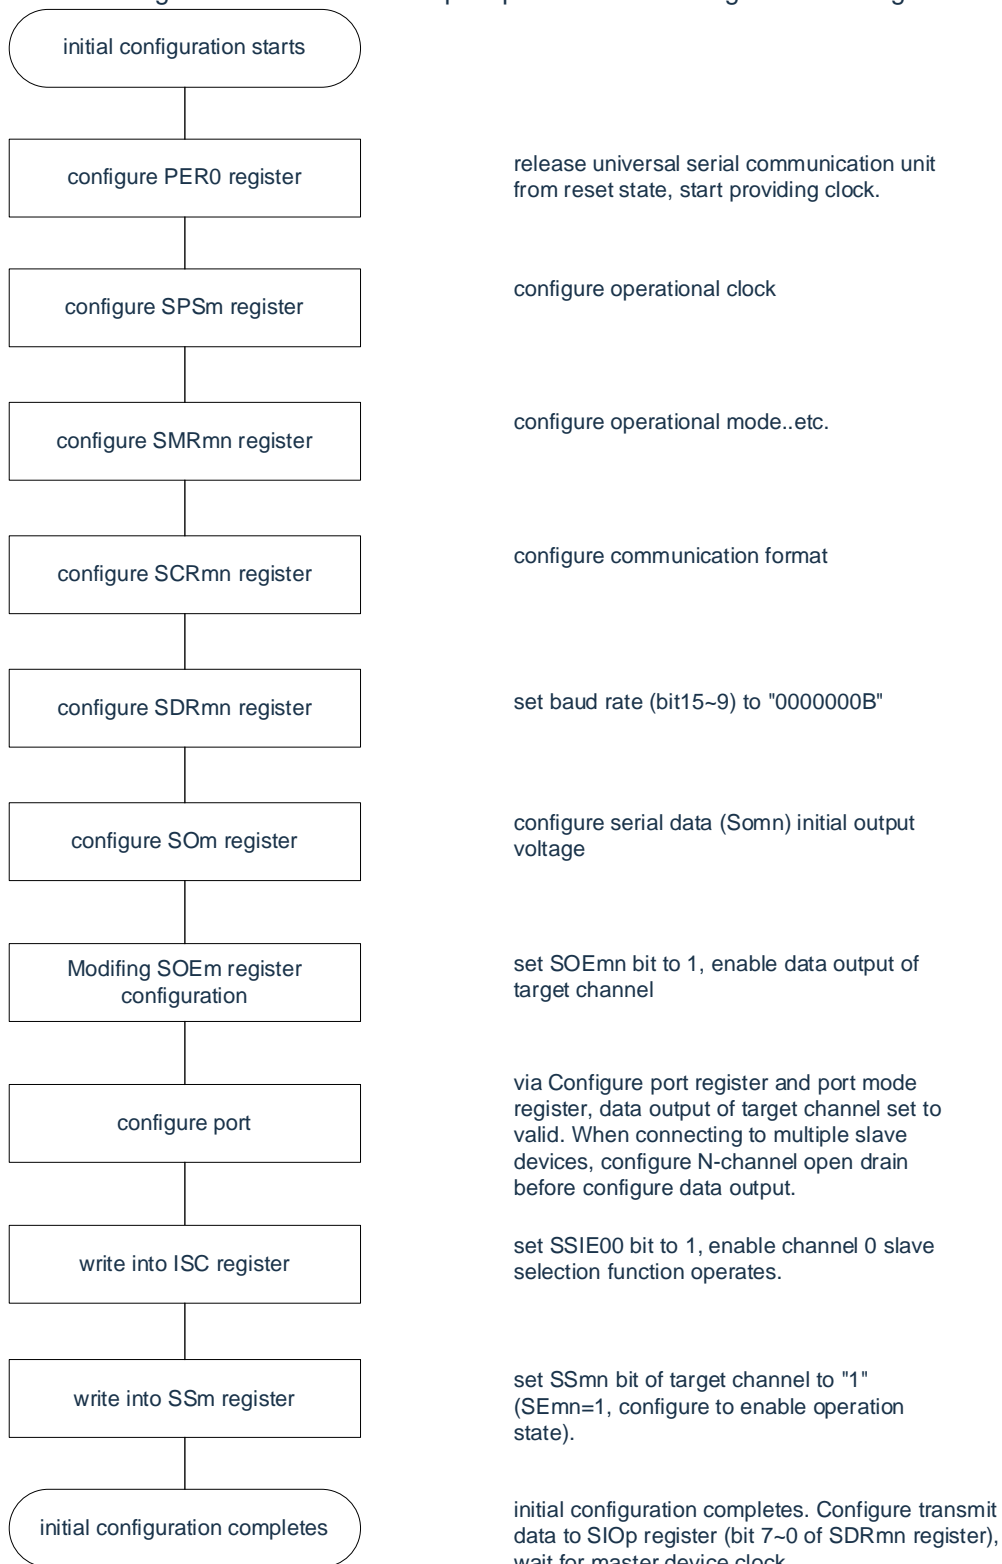 initial configuration starts
configure PER0 register
release universal serial communication unit
from reset state, start providing clock.
configure SPSm register
configure operational clock
configure SMRmn register
configure operational mode..etc.
configure SCRmn register
configure communication format
configure SDRmn register
set baud rate (bit15~9) to "0000000B"
configure SOm register
configure serial data (Somn) initial output
voltage
Modifing SOEm register
configuration
set SOEmn bit to 1, enable data output of
target channel
configure port
via Configure port register and port mode
register, data output of target channel set to
valid. When connecting to multiple slave
devices, configure N-channel open drain
before configure data output.
write into ISC register
set SSIE00 bit to 1, enable channel 0 slave
selection function operates.
write into SSm register
set SSmn bit of target channel to "1"
(SEmn=1, configure to enable operation
state).
initial configuration completes
initial configuration completes. Configure transmit
data to SIOp register (bit 7~0 of SDRmn register),
wait for master device clock